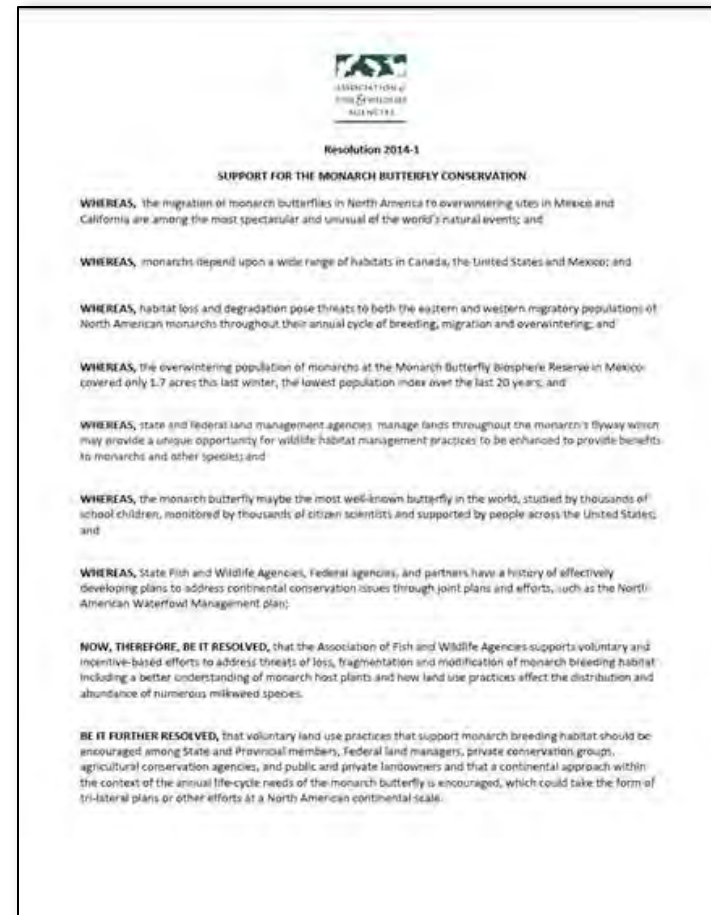 ASSOCIATION of
FISH & WILDLIFE
AGENCIES
Resolution 2014-1
SUPPORT FOR THE MONARCH BUTTERFLY CONSERVATION
WHEREAS, the migration of monarch butterflies in North America to overwintering sites in Mexico and
California are among the most spectacular and unusual of the world's natural events; and
WHEREAS, monarchs depend upon a wide range of habitats in Canada, the United States and Mexico; and
WHEREAS, habitat loss and degradation pose threats to both the eastern and western migratory populations of
North American monarchs throughout their annual cycle of breeding, migration and overwintering; and
WHEREAS, the overwintering population of monarchs at the Monarch Butterfly Biosphere Reserve in Mexico
covered only 1.7 acres this last winter, the lowest population index over the last 20 years; and
WHEREAS, state and federal land management agencies manage lands throughout the monarch's flyway which
may provide a unique opportunity for wildlife habitat management practices to be enhanced to provide benefits
to monarchs and other species; and
WHEREAS, the monarch butterfly maybe the most well-known butterfly in the world, studied by thousands of
school children, monitored by thousands of citizen scientists and supported by people across the United States;
and
WHEREAS, State Fish and Wildlife Agencies, Federal agencies, and partners have a history of effectively
developing plans to address continental conservation issues through joint plans and efforts, such as the North
American Waterfowl Management plan;
NOW, THEREFORE, BE IT RESOLVED, that the Association of Fish and Wildlife Agencies supports voluntary and
incentive-based efforts to address threats of loss, fragmentation and modification of monarch breeding habitat
including a better understanding of monarch host plants and how land use practices affect the distribution and
abundance of numerous milkweed species.
BE IT FURTHER RESOLVED, that voluntary land use practices that support monarch breeding habitat should be
encouraged among State and Provincial members, Federal land managers, private conservation groups,
agricultural conservation agencies, and public and private landowners and that a continental approach within
the context of the annual life-cycle needs of the monarch butterfly is encouraged, which could take the form of
tri-lateral plans or other efforts at a North American continental scale.